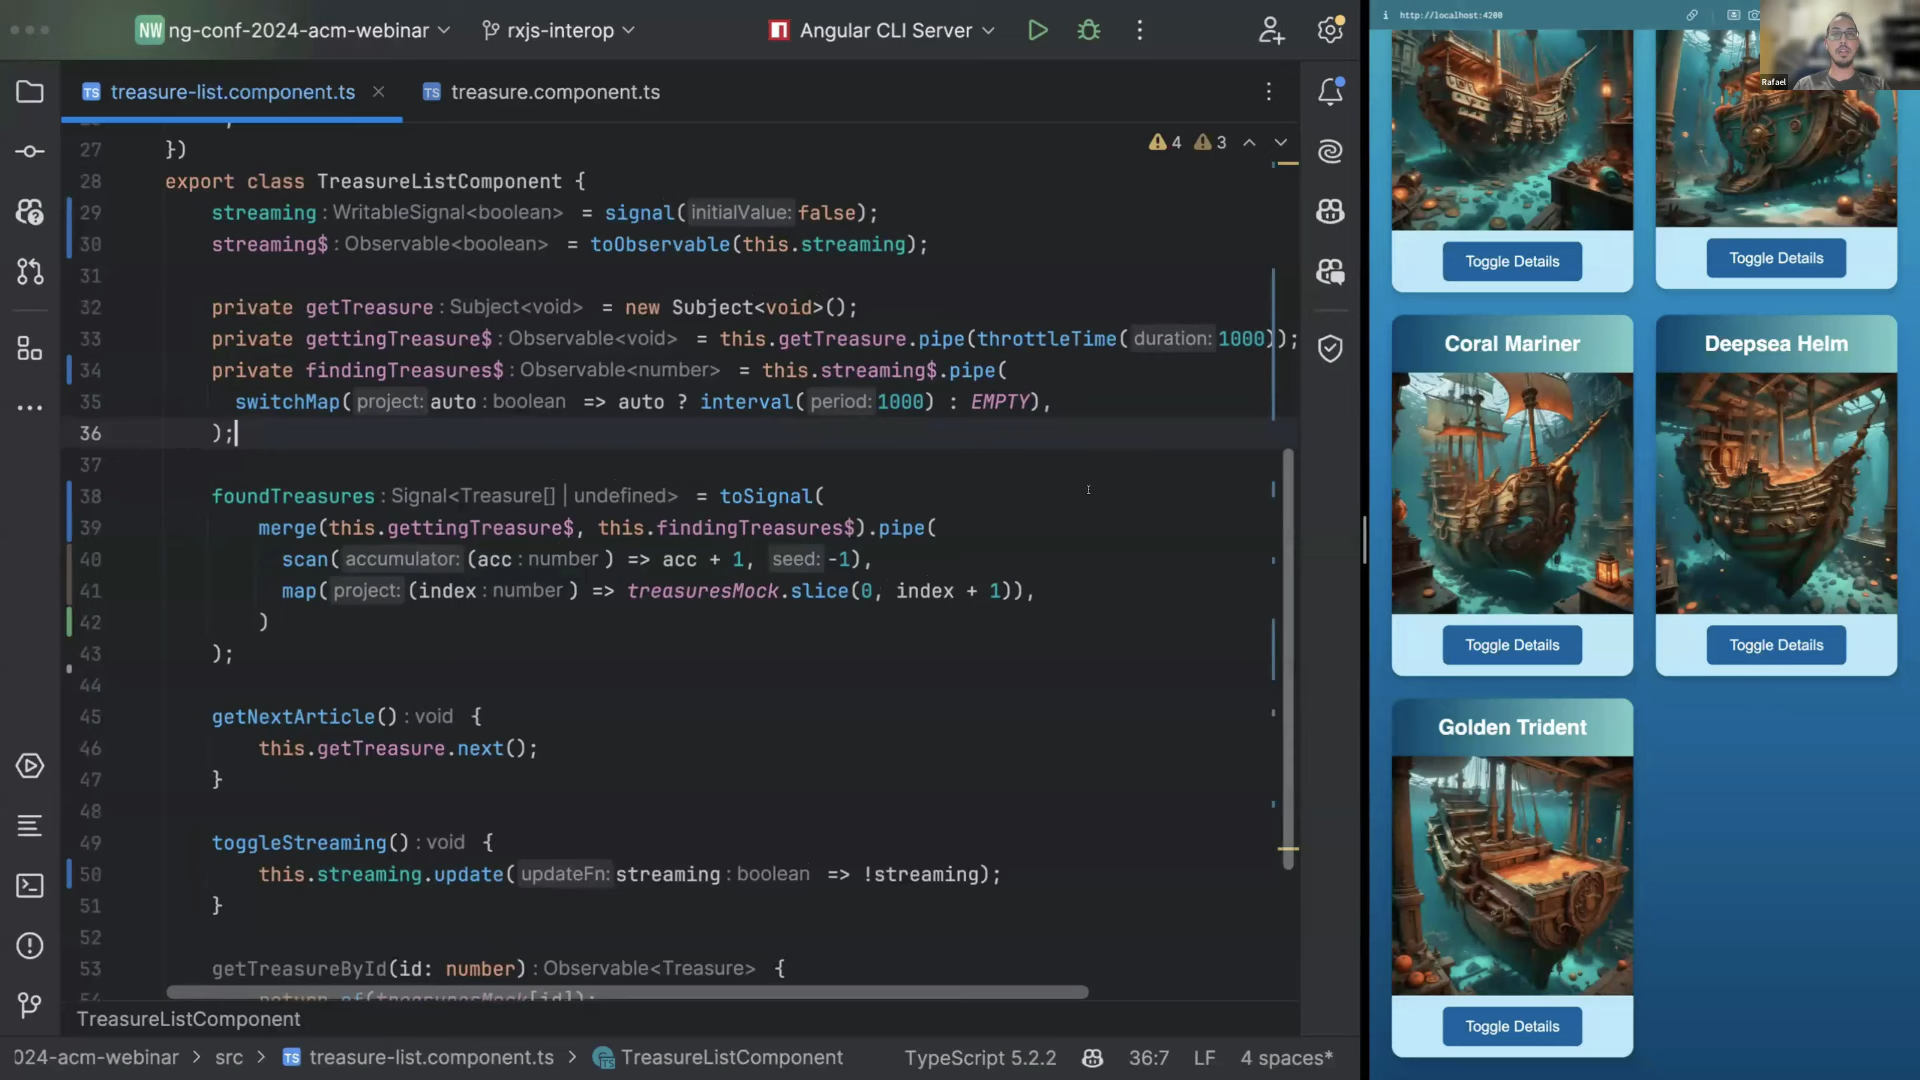 NW ng-conf-2024-acm-webinar rxjs-interop Angular CLI Server
TS treasure-list.component.ts TS treasure.component.ts
4 3
27 })
28 export class TreasureListComponent {
29 streaming : WritableSignal<boolean> = signal( initialValue: false);
30 streaming$ : Observable<boolean> = toObservable(this.streaming);
31
32 private getTreasure : Subject<void> = new Subject<void>();
33 private gettingTreasure$ : Observable<void> = this.getTreasure.pipe(throttleTime( duration: 1000));
34 private findingTreasures$ : Observable<number> = this.streaming$.pipe(
35 switchMap( project: auto : boolean => auto ? interval( period: 1000) : EMPTY),
36 );
37
38 foundTreasures : Signal<Treasure[] | undefined> = toSignal(
39 merge(this.gettingTreasure$, this.findingTreasures$).pipe(
40 scan( accumulator: (acc : number ) => acc + 1, seed: -1),
41 map( project: (index : number ) => treasuresMock.slice(0, index + 1)),
42 )
43 );
44
45 getNextArticle() : void {
46 this.getTreasure.next();
47 }
48
49 toggleStreaming() : void {
50 this.streaming.update( updateFn: streaming : boolean => !streaming);
51 }
52
53 getTreasureById(id: number) : Observable<Treasure> {
54 return of(treasuresMock[id]);
TreasureListComponent
024-acm-webinar > src > TS treasure-list.component.ts > TreasureListComponent TypeScript 5.2.2 36:7 LF 4 spaces*
http://localhost:4200
Rafael
Toggle Details Toggle Details
Coral Mariner Deepsea Helm
Toggle Details Toggle Details
Golden Trident
Toggle Details